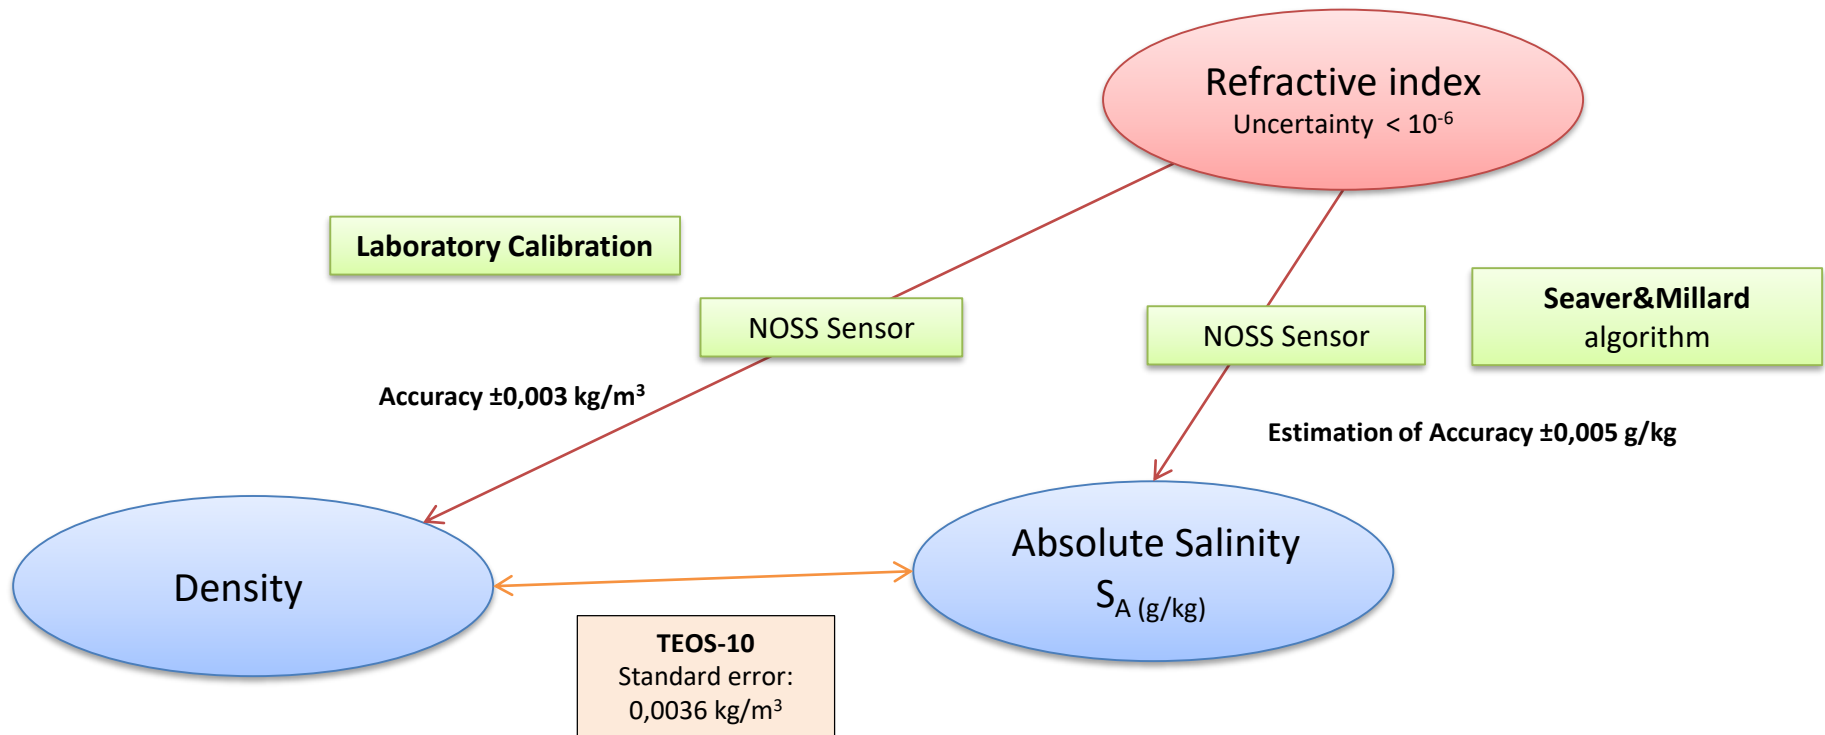 Refractive index
Uncertainty < 10⁻⁶
Laboratory Calibration
NOSS Sensor
NOSS Sensor
Seaver&Millard
algorithm
Accuracy ±0,003 kg/m³
Estimation of Accuracy ±0,005 g/kg
Density
Absolute Salinity
S_A (g/kg)
TEOS-10
Standard error:
0,0036 kg/m³